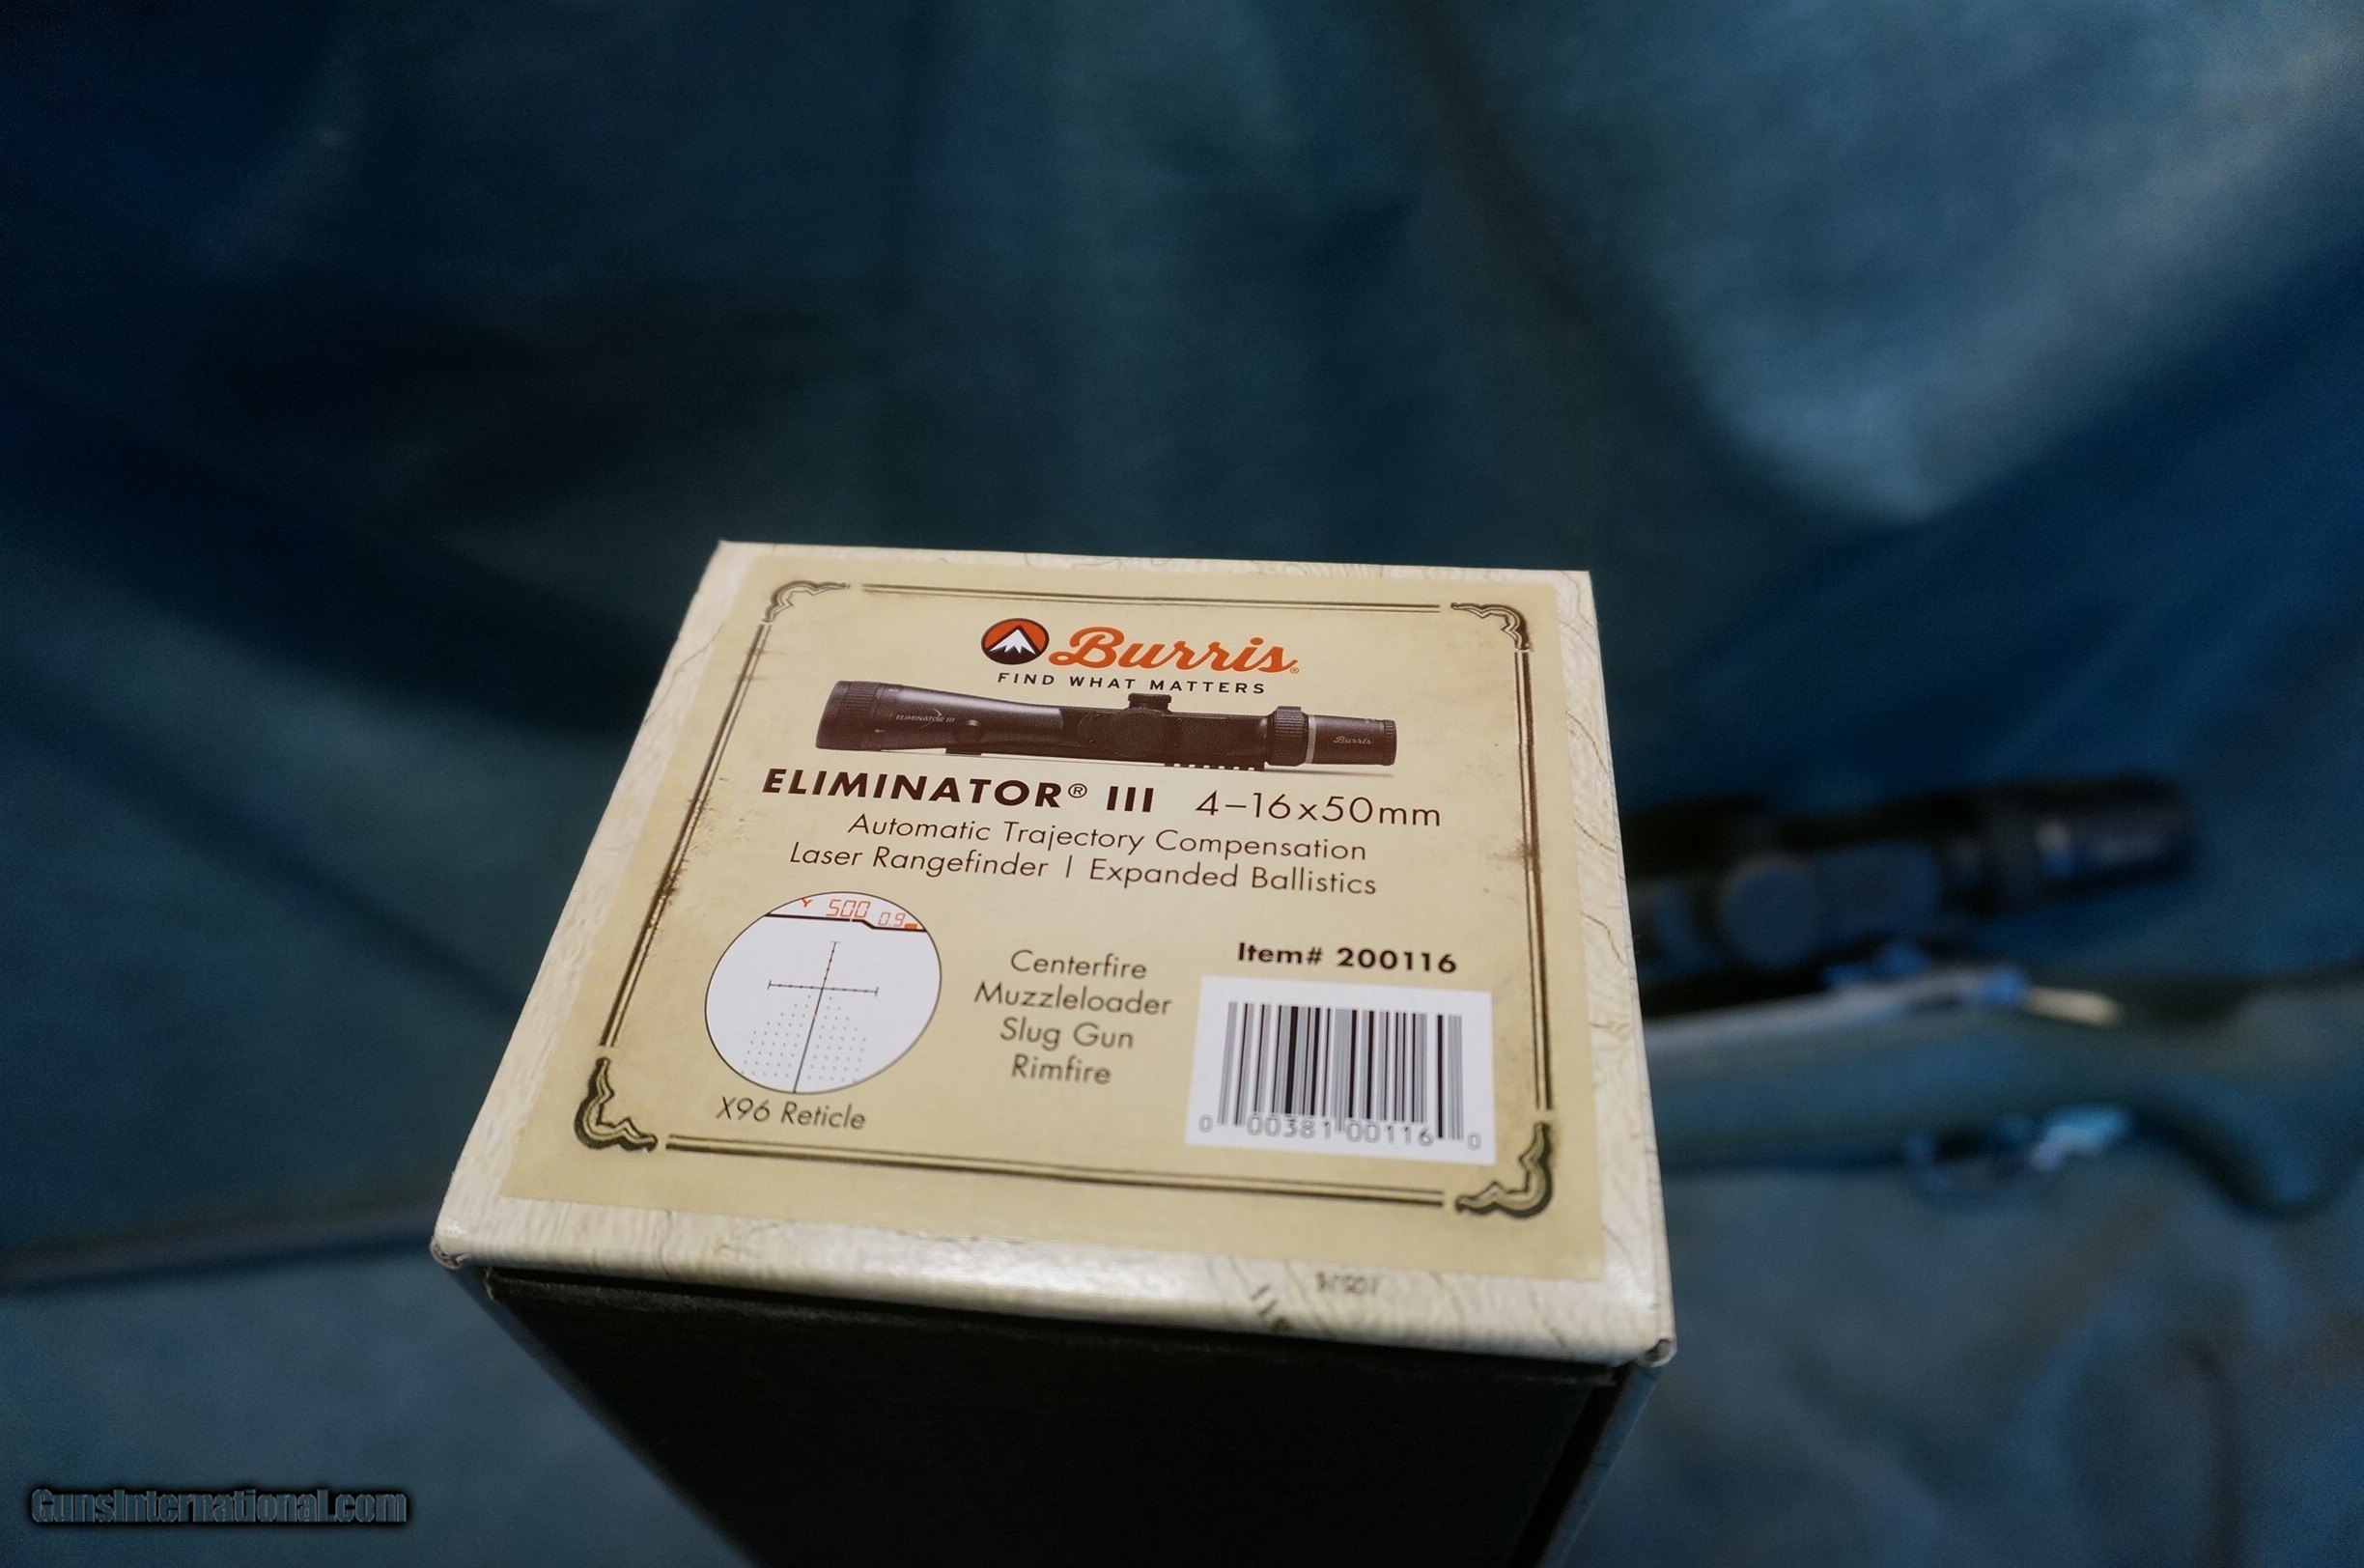 Burris®
FIND WHAT MATTERS
ELIMINATOR III
Burris
ELIMINATOR® III 4–16x50mm
Automatic Trajectory Compensation
Laser Rangefinder | Expanded Ballistics
Y 500 0.9
Item# 200116
Centerfire
Muzzleloader
Slug Gun
Rimfire
X96 Reticle
0 00381 00116 0
GunsInternational.com